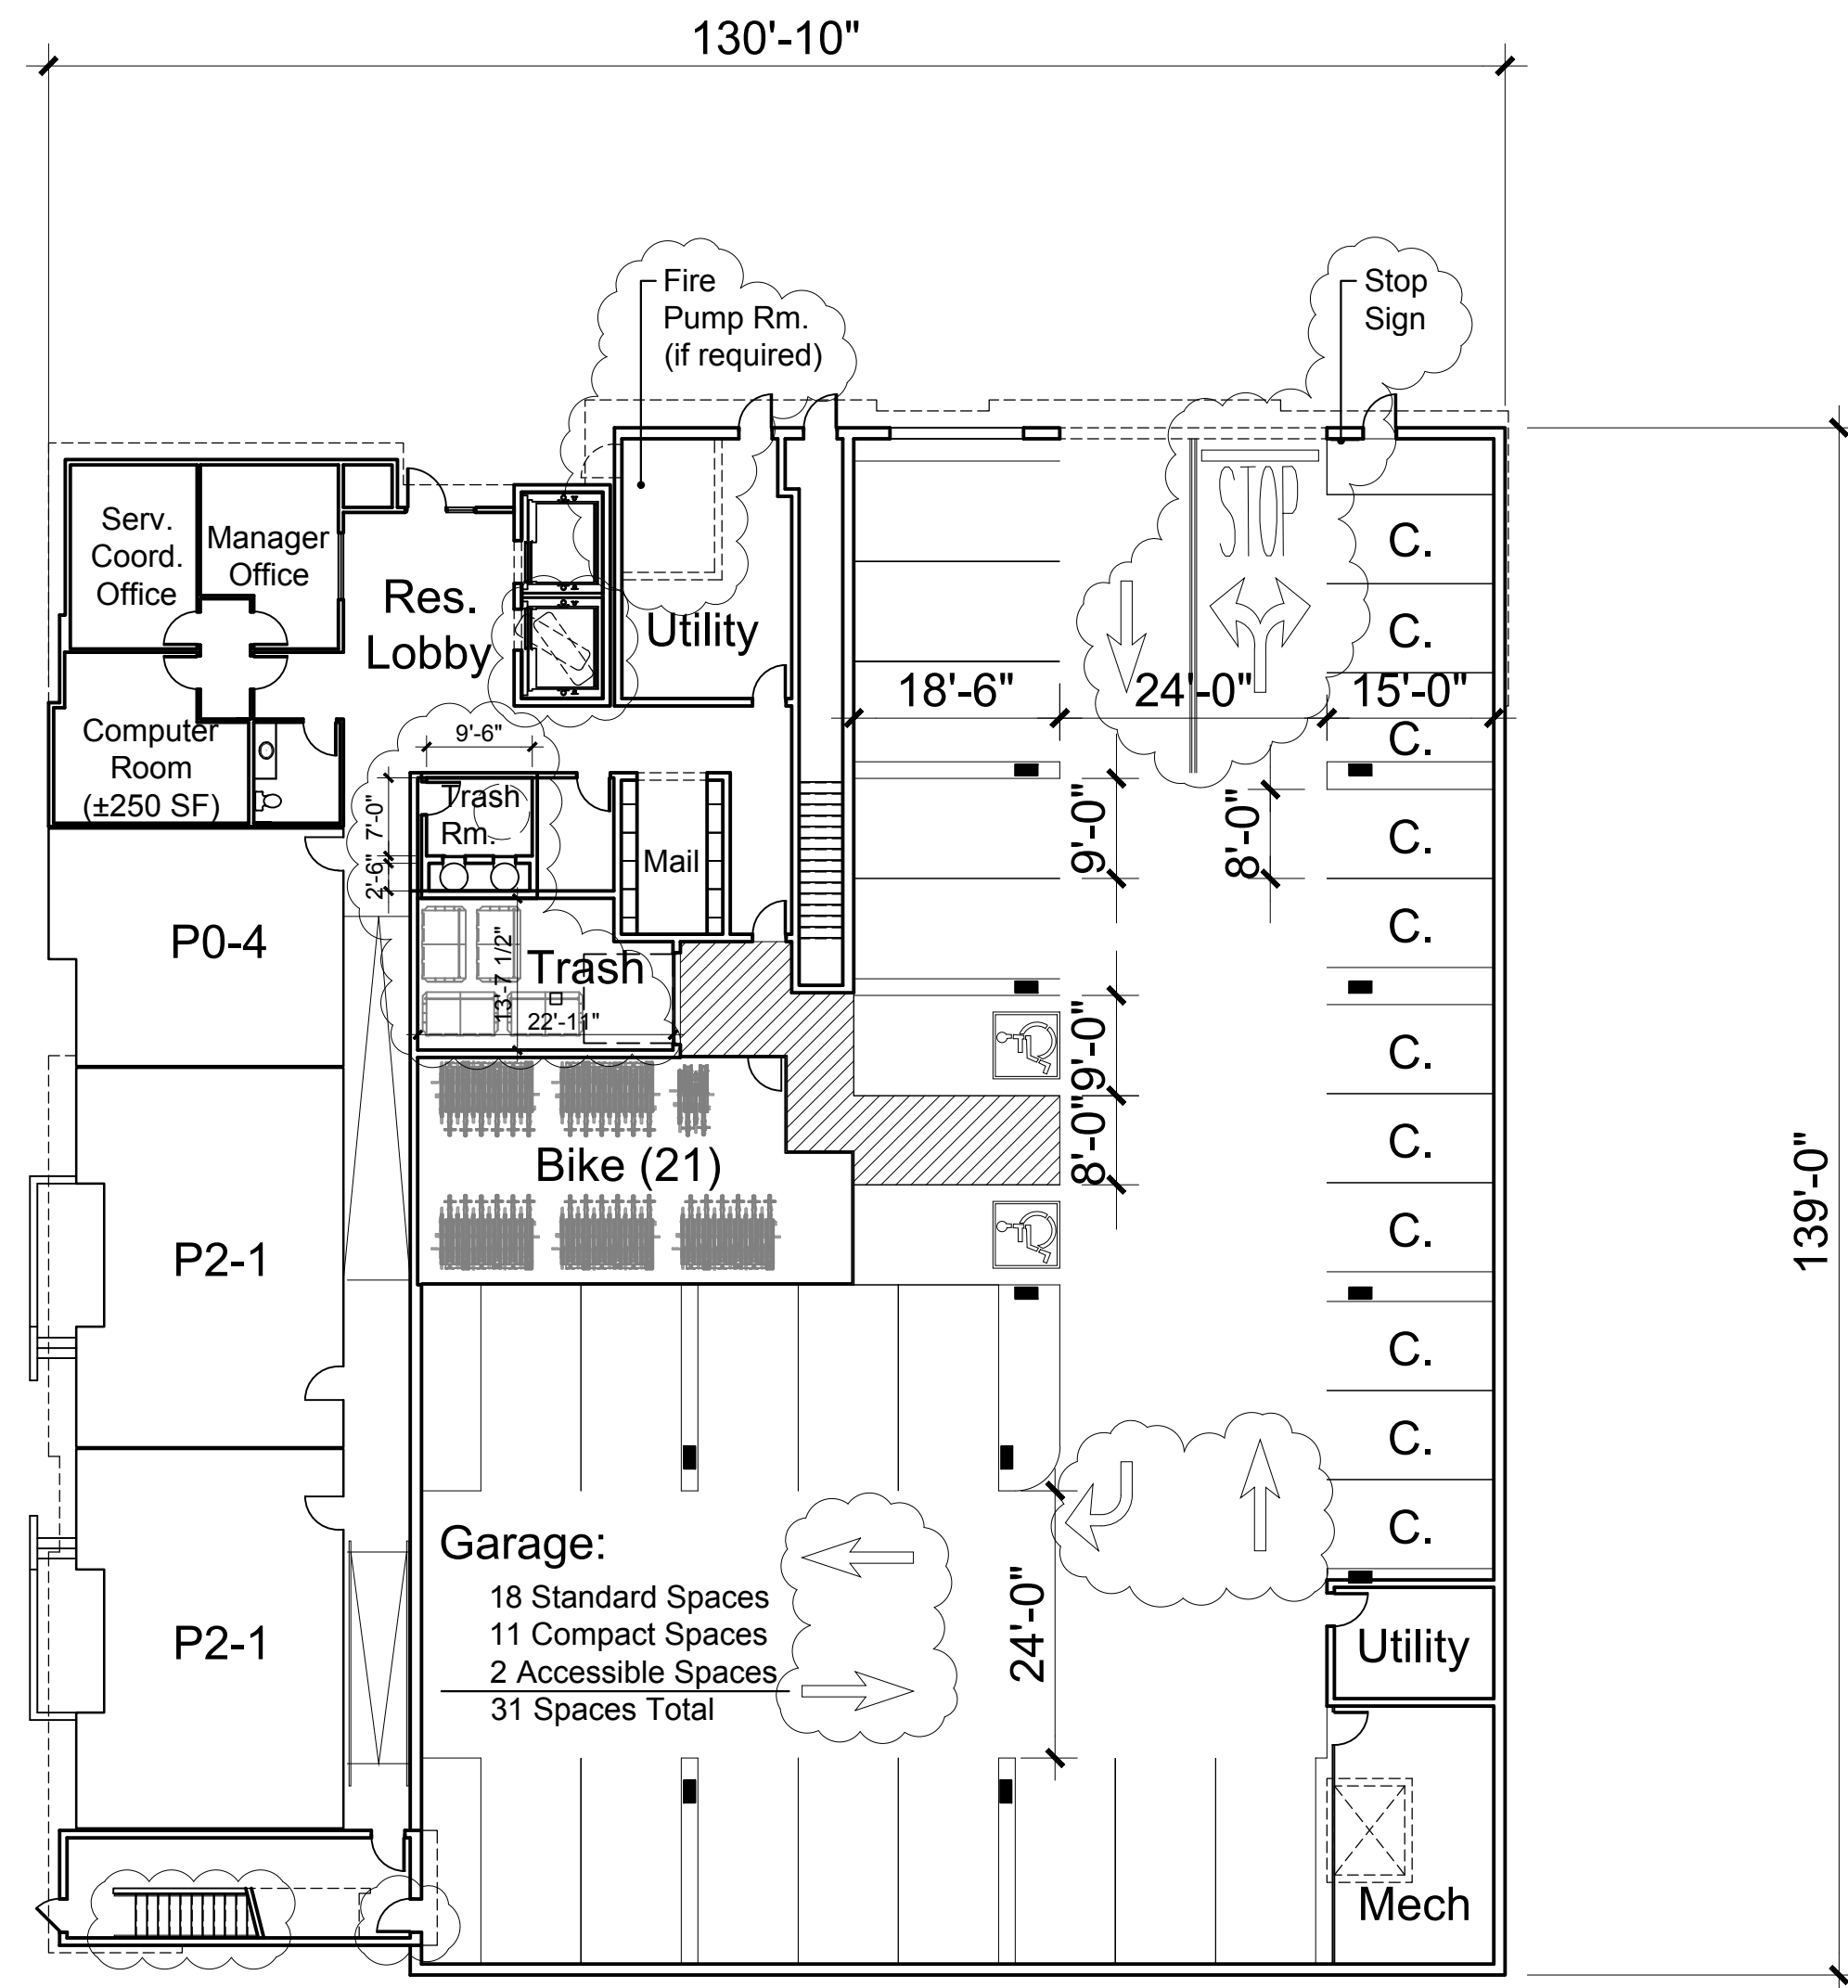 130'-10"
Fire
Pump Rm.
(if required)
Stop
Sign
STOP
Serv.
Coord.
Office
Manager
Office
Res.
Lobby
Utility
C.
C.
18'-6"
24'-0"
15'-0"
C.
Computer
Room
(±250 SF)
9'-6"
7'-0"
2'-6"
Trash
Rm.
Mail
9'-0"
8'-0"
C.
C.
P0-4
Trash
13'-7 1/2"
22'-11"
9'-0"
8'-0"
C.
C.
C.
139'-0"
Bike (21)
P2-1
C.
C.
C.
Garage:
18 Standard Spaces
11 Compact Spaces
2 Accessible Spaces
31 Spaces Total
24'-0"
P2-1
Utility
Mech